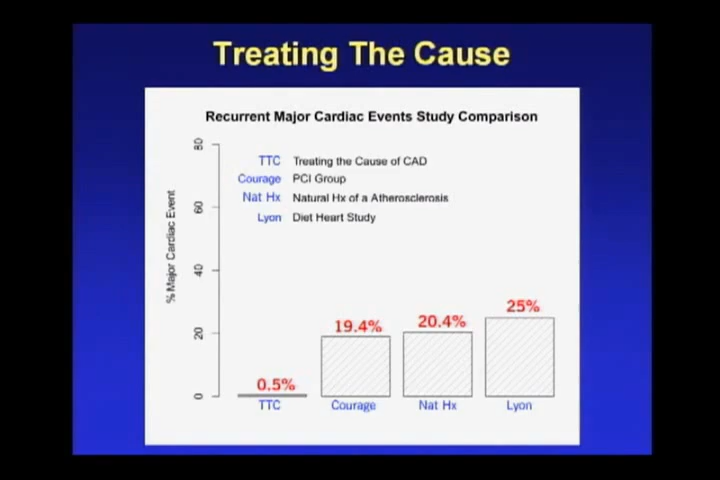 Treating The Cause
Recurrent Major Cardiac Events Study Comparison
TTC Treating the Cause of CAD
Courage PCI Group
Nat Hx Natural Hx of a Atherosclerosis
Lyon Diet Heart Study
% Major Cardiac Event
80
60
40
20
0
0.5%
19.4%
20.4%
25%
TTC
Courage
Nat Hx
Lyon